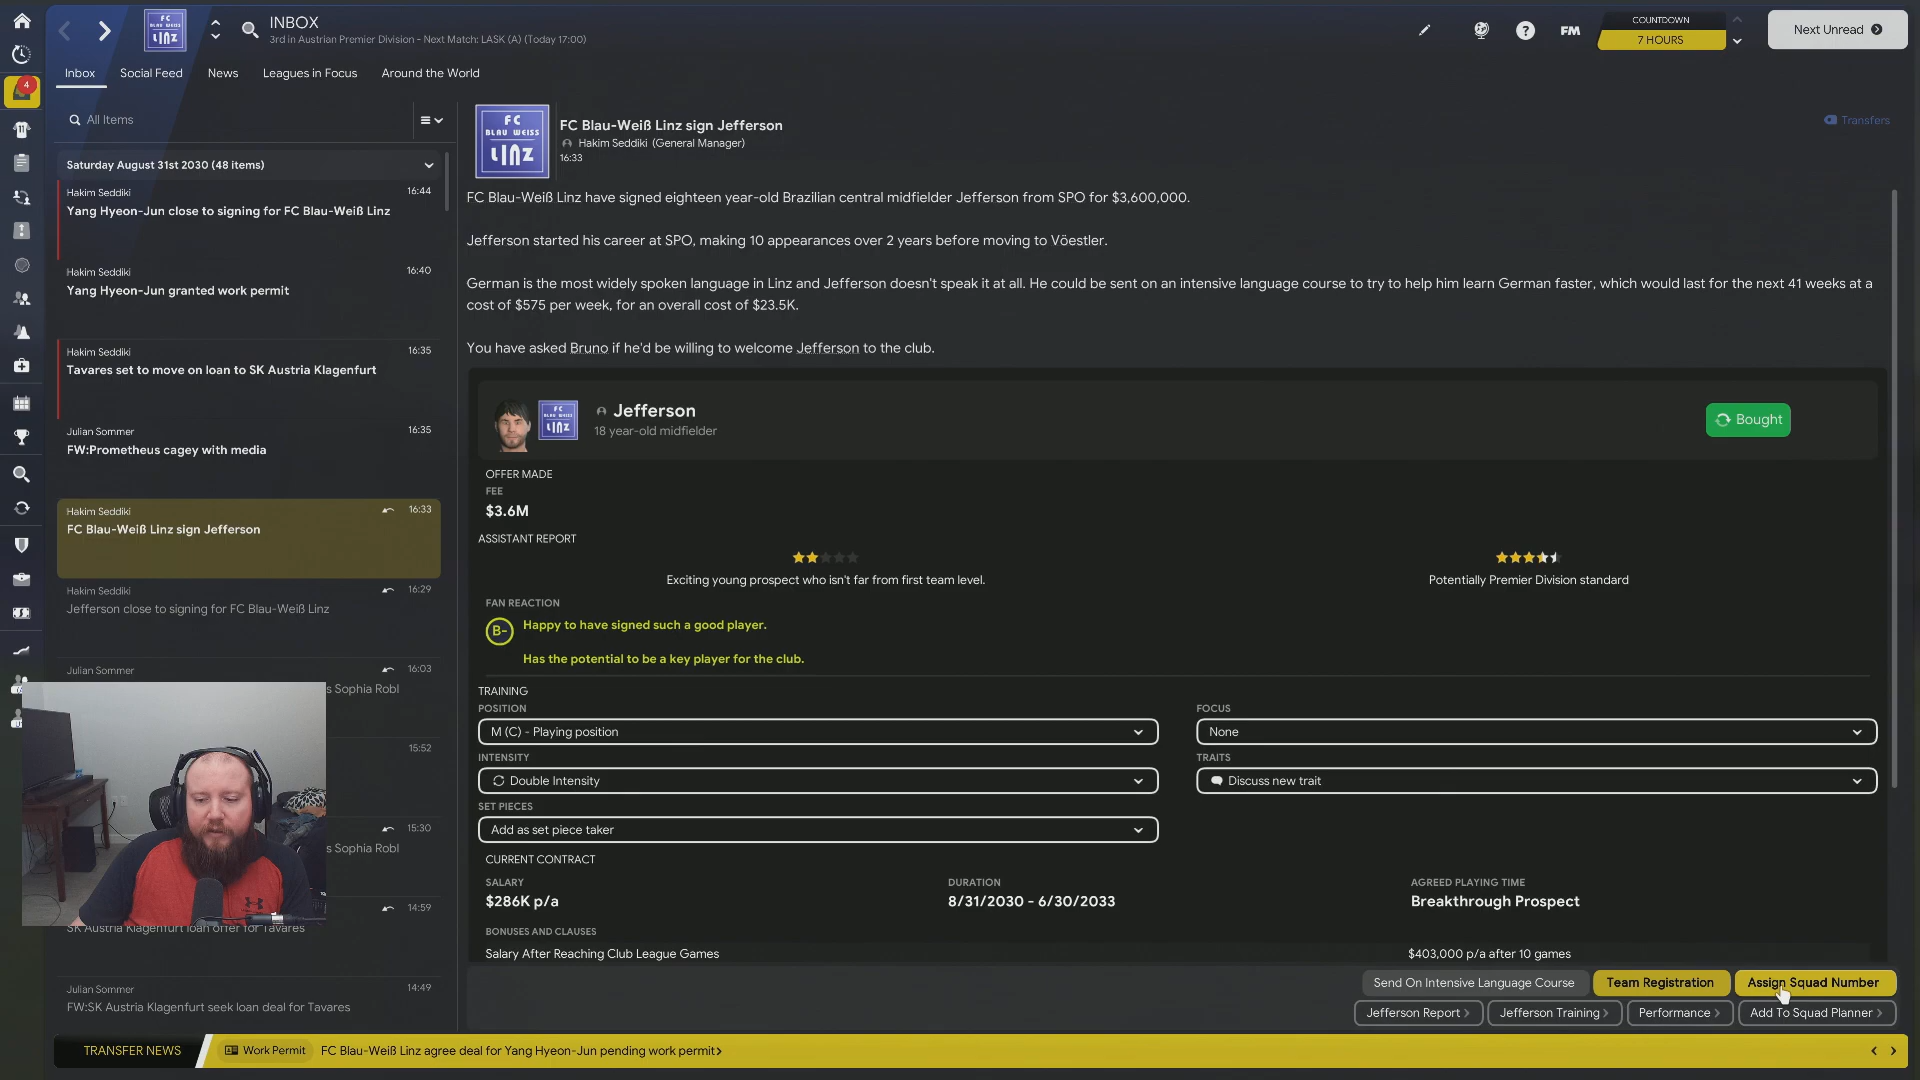 INBOX
3rd in Austrian Premier Division - Next Match: LASK (A) (Today 17:00)
FM
COUNTDOWN
7 HOURS
Next Unread
4
Inbox
Social Feed
News
Leagues in Focus
Around the World
All Items
Saturday August 31st 2030 (48 items)
Hakim Seddiki
16:44
Yang Hyeon-Jun close to signing for FC Blau-Weiß Linz
Hakim Seddiki
16:40
Yang Hyeon-Jun granted work permit
Hakim Seddiki
16:35
Tavares set to move on loan to SK Austria Klagenfurt
Julian Sommer
16:35
FW:Prometheus cagey with media
Hakim Seddiki
16:33
FC Blau-Weiß Linz sign Jefferson
Hakim Seddiki
16:29
Jefferson close to signing for FC Blau-Weiß Linz
Julian Sommer
16:03
s Sophia Robl
15:52
15:30
s Sophia Robl
14:59
SK Austria Klagenfurt loan offer for Tavares
Julian Sommer
14:49
FW:SK Austria Klagenfurt seek loan deal for Tavares
FC
BLAU WEISS
LINZ
FC Blau-Weiß Linz sign Jefferson
Hakim Seddiki (General Manager)
16:33
Transfers
FC Blau-Weiß Linz have signed eighteen year-old Brazilian central midfielder Jefferson from SPO for $3,600,000.
Jefferson started his career at SPO, making 10 appearances over 2 years before moving to Vöestler.
German is the most widely spoken language in Linz and Jefferson doesn't speak it at all. He could be sent on an intensive language course to try to help him learn German faster, which would last for the next 41 weeks at a
cost of $575 per week, for an overall cost of $23.5K.
You have asked Bruno if he'd be willing to welcome Jefferson to the club.
Jefferson
18 year-old midfielder
Bought
OFFER MADE
FEE
$3.6M
ASSISTANT REPORT
Exciting young prospect who isn't far from first team level.
Potentially Premier Division standard
FAN REACTION
B-
Happy to have signed such a good player.
Has the potential to be a key player for the club.
TRAINING
POSITION
M (C) - Playing position
FOCUS
None
INTENSITY
Double Intensity
TRAITS
Discuss new trait
SET PIECES
Add as set piece taker
CURRENT CONTRACT
SALARY
$286K p/a
DURATION
8/31/2030 - 6/30/2033
AGREED PLAYING TIME
Breakthrough Prospect
BONUSES AND CLAUSES
Salary After Reaching Club League Games
$403,000 p/a after 10 games
Send On Intensive Language Course
Team Registration
Assign Squad Number
Jefferson Report
Jefferson Training
Performance
Add To Squad Planner
TRANSFER NEWS
Work Permit
FC Blau-Weiß Linz agree deal for Yang Hyeon-Jun pending work permit